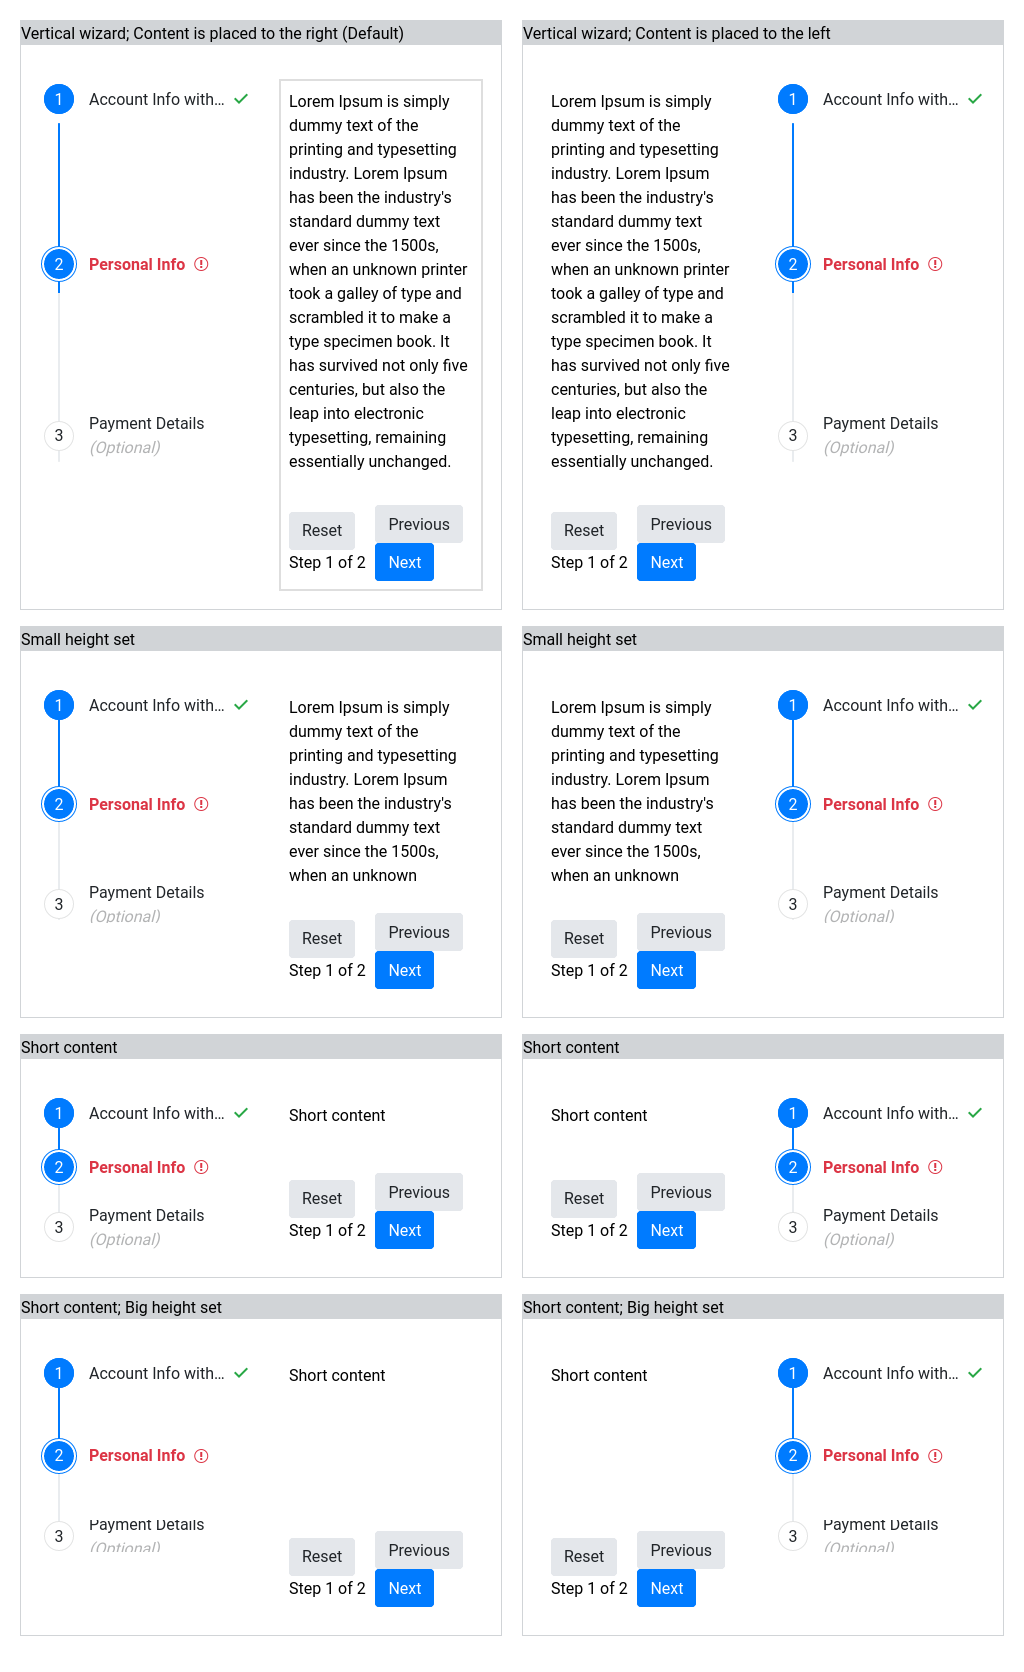 Vertical wizard; Content is placed to the right (Default)
1
Account Info with...
2
Personal Info
3
Payment Details
(Optional)
Lorem Ipsum is simply
dummy text of the
printing and typesetting
industry. Lorem Ipsum
has been the industry's
standard dummy text
ever since the 1500s,
when an unknown printer
took a galley of type and
scrambled it to make a
type specimen book. It
has survived not only five
centuries, but also the
leap into electronic
typesetting, remaining
essentially unchanged.
Reset
Step 1 of 2
Previous
Next
Vertical wizard; Content is placed to the left
Lorem Ipsum is simply
dummy text of the
printing and typesetting
industry. Lorem Ipsum
has been the industry's
standard dummy text
ever since the 1500s,
when an unknown printer
took a galley of type and
scrambled it to make a
type specimen book. It
has survived not only five
centuries, but also the
leap into electronic
typesetting, remaining
essentially unchanged.
Reset
Step 1 of 2
Previous
Next
1
Account Info with...
2
Personal Info
3
Payment Details
(Optional)
Small height set
1
Account Info with...
2
Personal Info
3
Payment Details
(Optional)
Lorem Ipsum is simply
dummy text of the
printing and typesetting
industry. Lorem Ipsum
has been the industry's
standard dummy text
ever since the 1500s,
when an unknown
Reset
Step 1 of 2
Previous
Next
Small height set
Lorem Ipsum is simply
dummy text of the
printing and typesetting
industry. Lorem Ipsum
has been the industry's
standard dummy text
ever since the 1500s,
when an unknown
Reset
Step 1 of 2
Previous
Next
1
Account Info with...
2
Personal Info
3
Payment Details
(Optional)
Short content
1
Account Info with...
2
Personal Info
3
Payment Details
(Optional)
Short content
Reset
Step 1 of 2
Previous
Next
Short content
Short content
Reset
Step 1 of 2
Previous
Next
1
Account Info with...
2
Personal Info
3
Payment Details
(Optional)
Short content; Big height set
1
Account Info with...
2
Personal Info
3
Payment Details
(Optional)
Short content
Reset
Step 1 of 2
Previous
Next
Short content; Big height set
Short content
Reset
Step 1 of 2
Previous
Next
1
Account Info with...
2
Personal Info
3
Payment Details
(Optional)